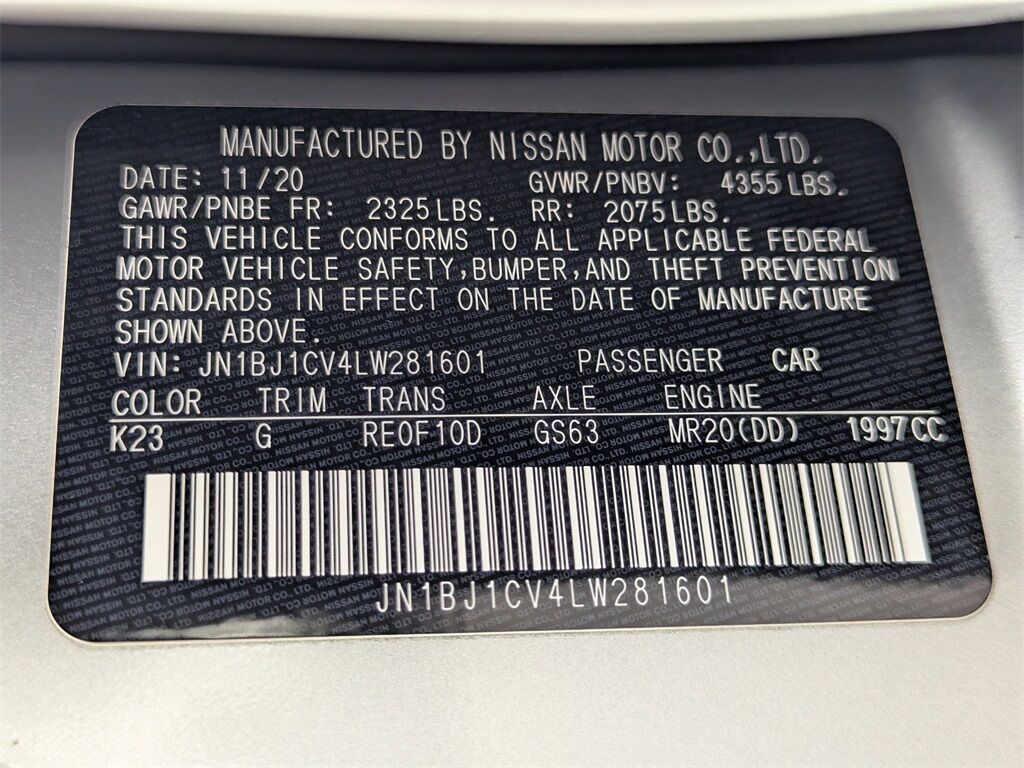 MANUFACTURED BY NISSAN MOTOR CO.,LTD.
DATE: 11/20 GVWR/PNBV: 4355 LBS.
GAWR/PNBE FR: 2325 LBS. RR: 2075 LBS.
THIS VEHICLE CONFORMS TO ALL APPLICABLE FEDERAL
MOTOR VEHICLE SAFETY,BUMPER,AND THEFT PREVENTION
STANDARDS IN EFFECT ON THE DATE OF MANUFACTURE
SHOWN ABOVE.
VIN: JN1BJ1CV4LW281601 PASSENGER CAR
COLOR TRIM TRANS AXLE ENGINE
K23 G RE0F10D GS63 MR20(DD) 1997 CC
JN1BJ1CV4LW281601